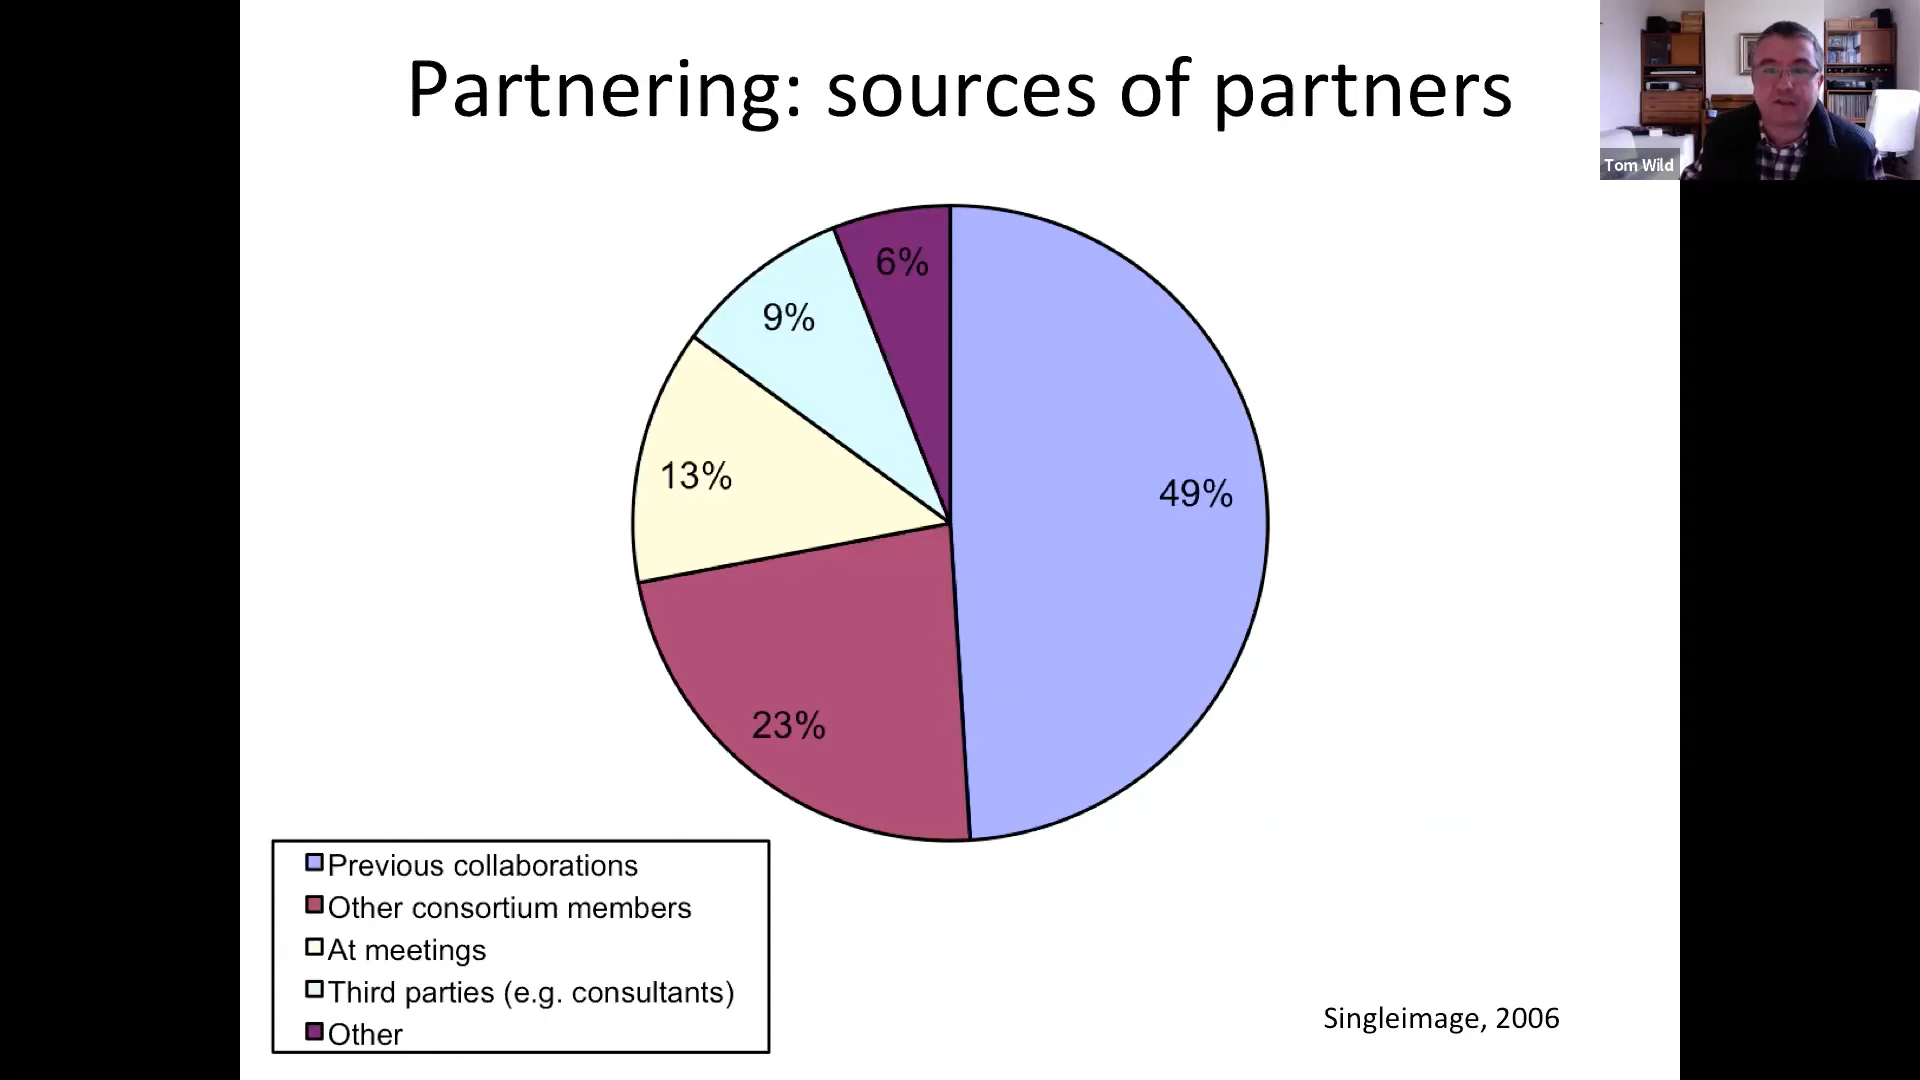 Partnering: sources of partners
Tom Wild
6%
9%
13%
49%
23%
Previous collaborations
Other consortium members
At meetings
Third parties (e.g. consultants)
Other
Singleimage, 2006